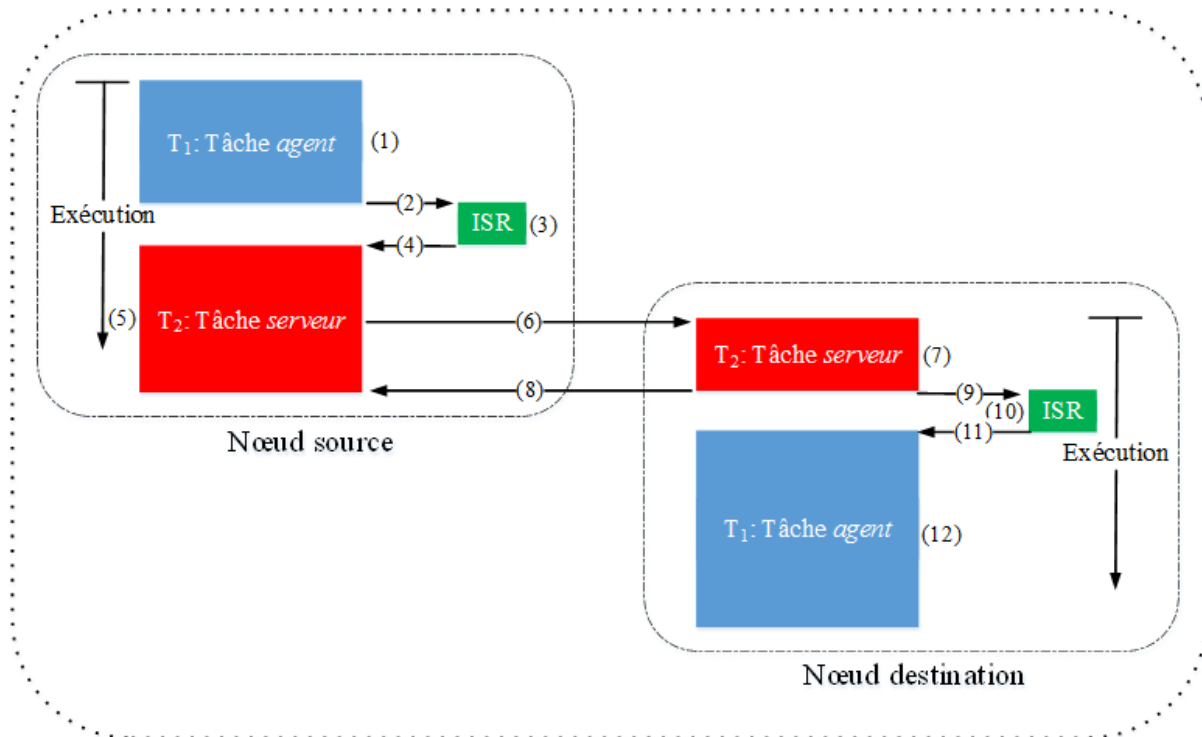 T1: Tâche agent (1)
(2)
ISR (3)
Exécution
(4)
(5) T2: Tâche serveur
(6)
T2: Tâche serveur (7)
(8)
(9)
(10) ISR
(11)
Nœud source
Exécution
T1: Tâche agent (12)
Nœud destination